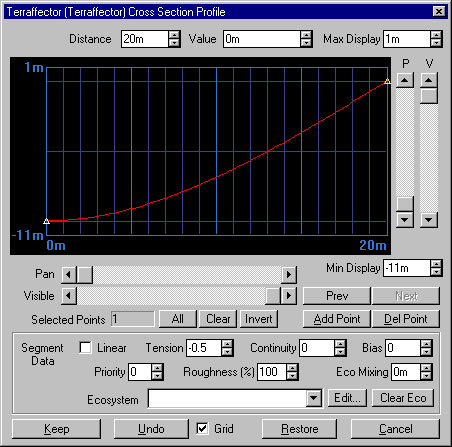 Terraffector (Terraffector) Cross Section Profile
Distance 20m Value 0m Max Display 1m
P V
1m
-11m
0m 20m
Min Display -11m
Pan
Visible
Prev Next
Selected Points 1 All Clear Invert Add Point Del Point
Segment Data Linear Tension -0.5 Continuity 0 Bias 0
Priority 0 Roughness (%) 100 Eco Mixing 0m
Ecosystem Edit... Clear Eco
Keep Undo Grid Restore Cancel